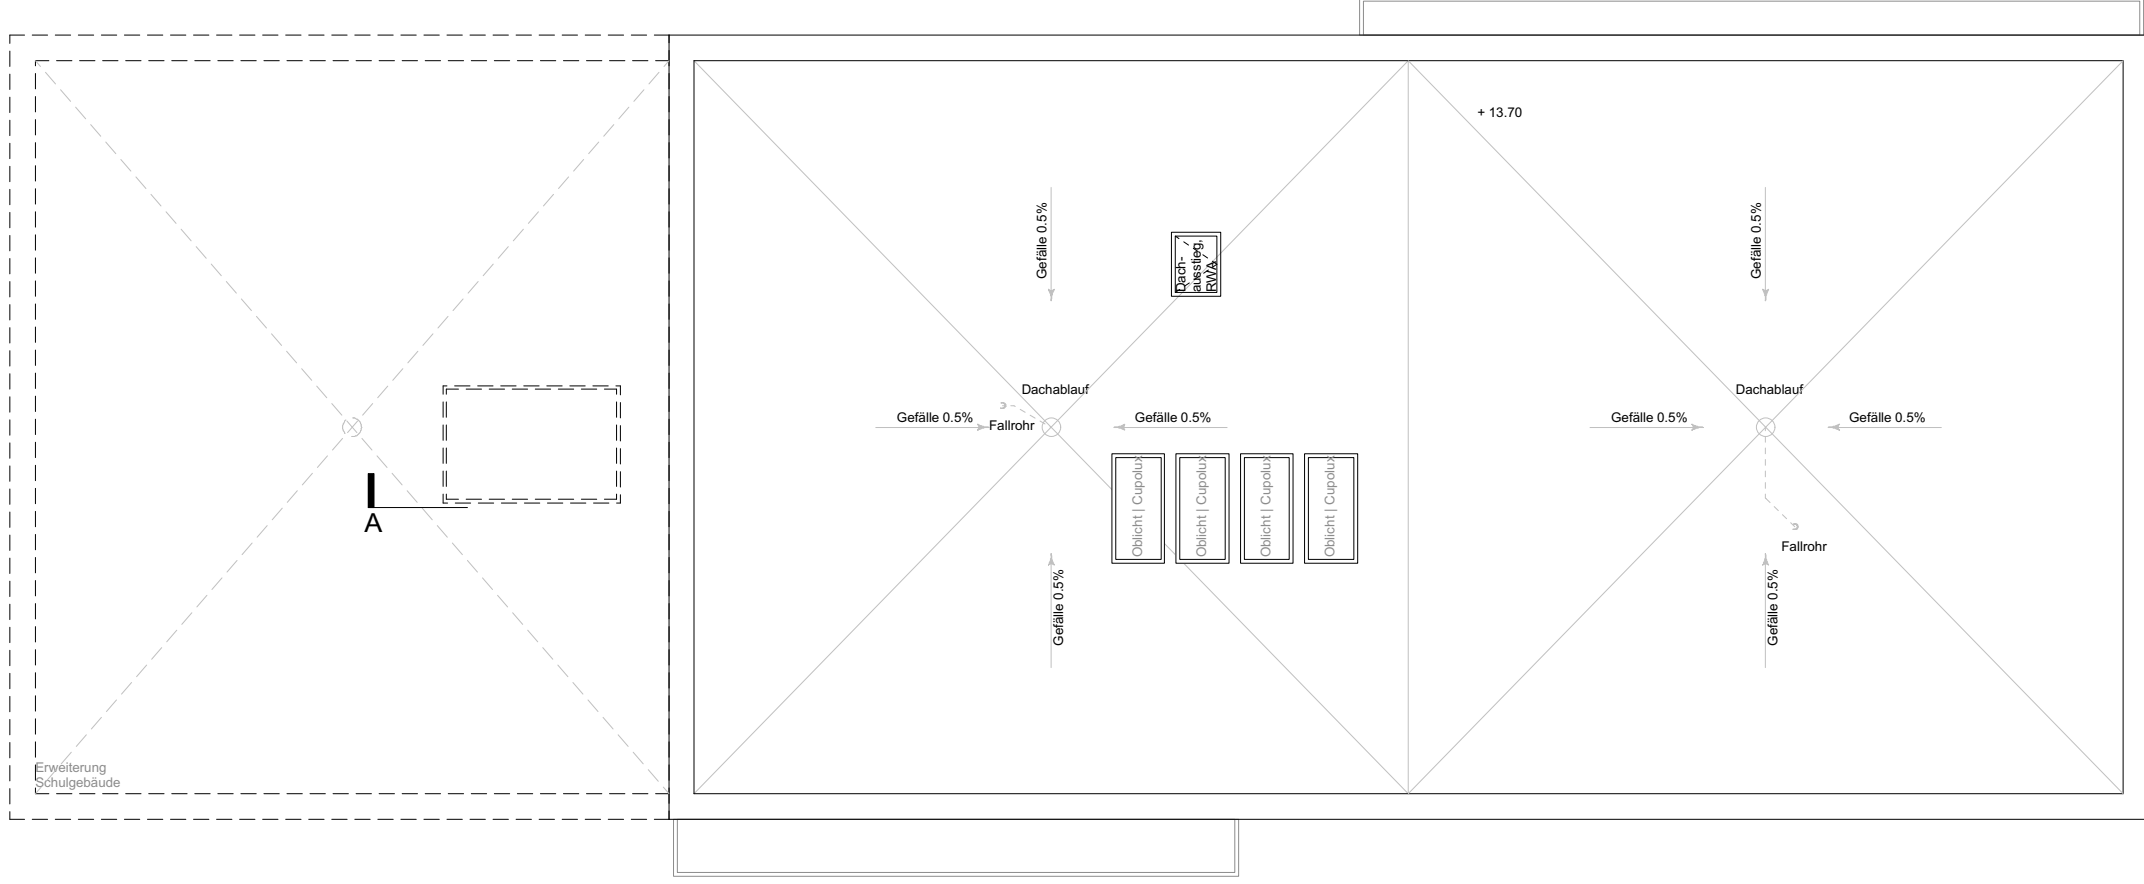 + 13.70
Gefälle 0.5%
Gefälle 0.5%
Dach-
ausstieg,
RWA
Dachablauf
Dachablauf
Gefälle 0.5%
Fallrohr
Gefälle 0.5%
Gefälle 0.5%
Gefälle 0.5%
Oblicht | Cupolux
Oblicht | Cupolux
Oblicht | Cupolux
Oblicht | Cupolux
A
Fallrohr
Gefälle 0.5%
Gefälle 0.5%
Erweiterung
Schulgebäude